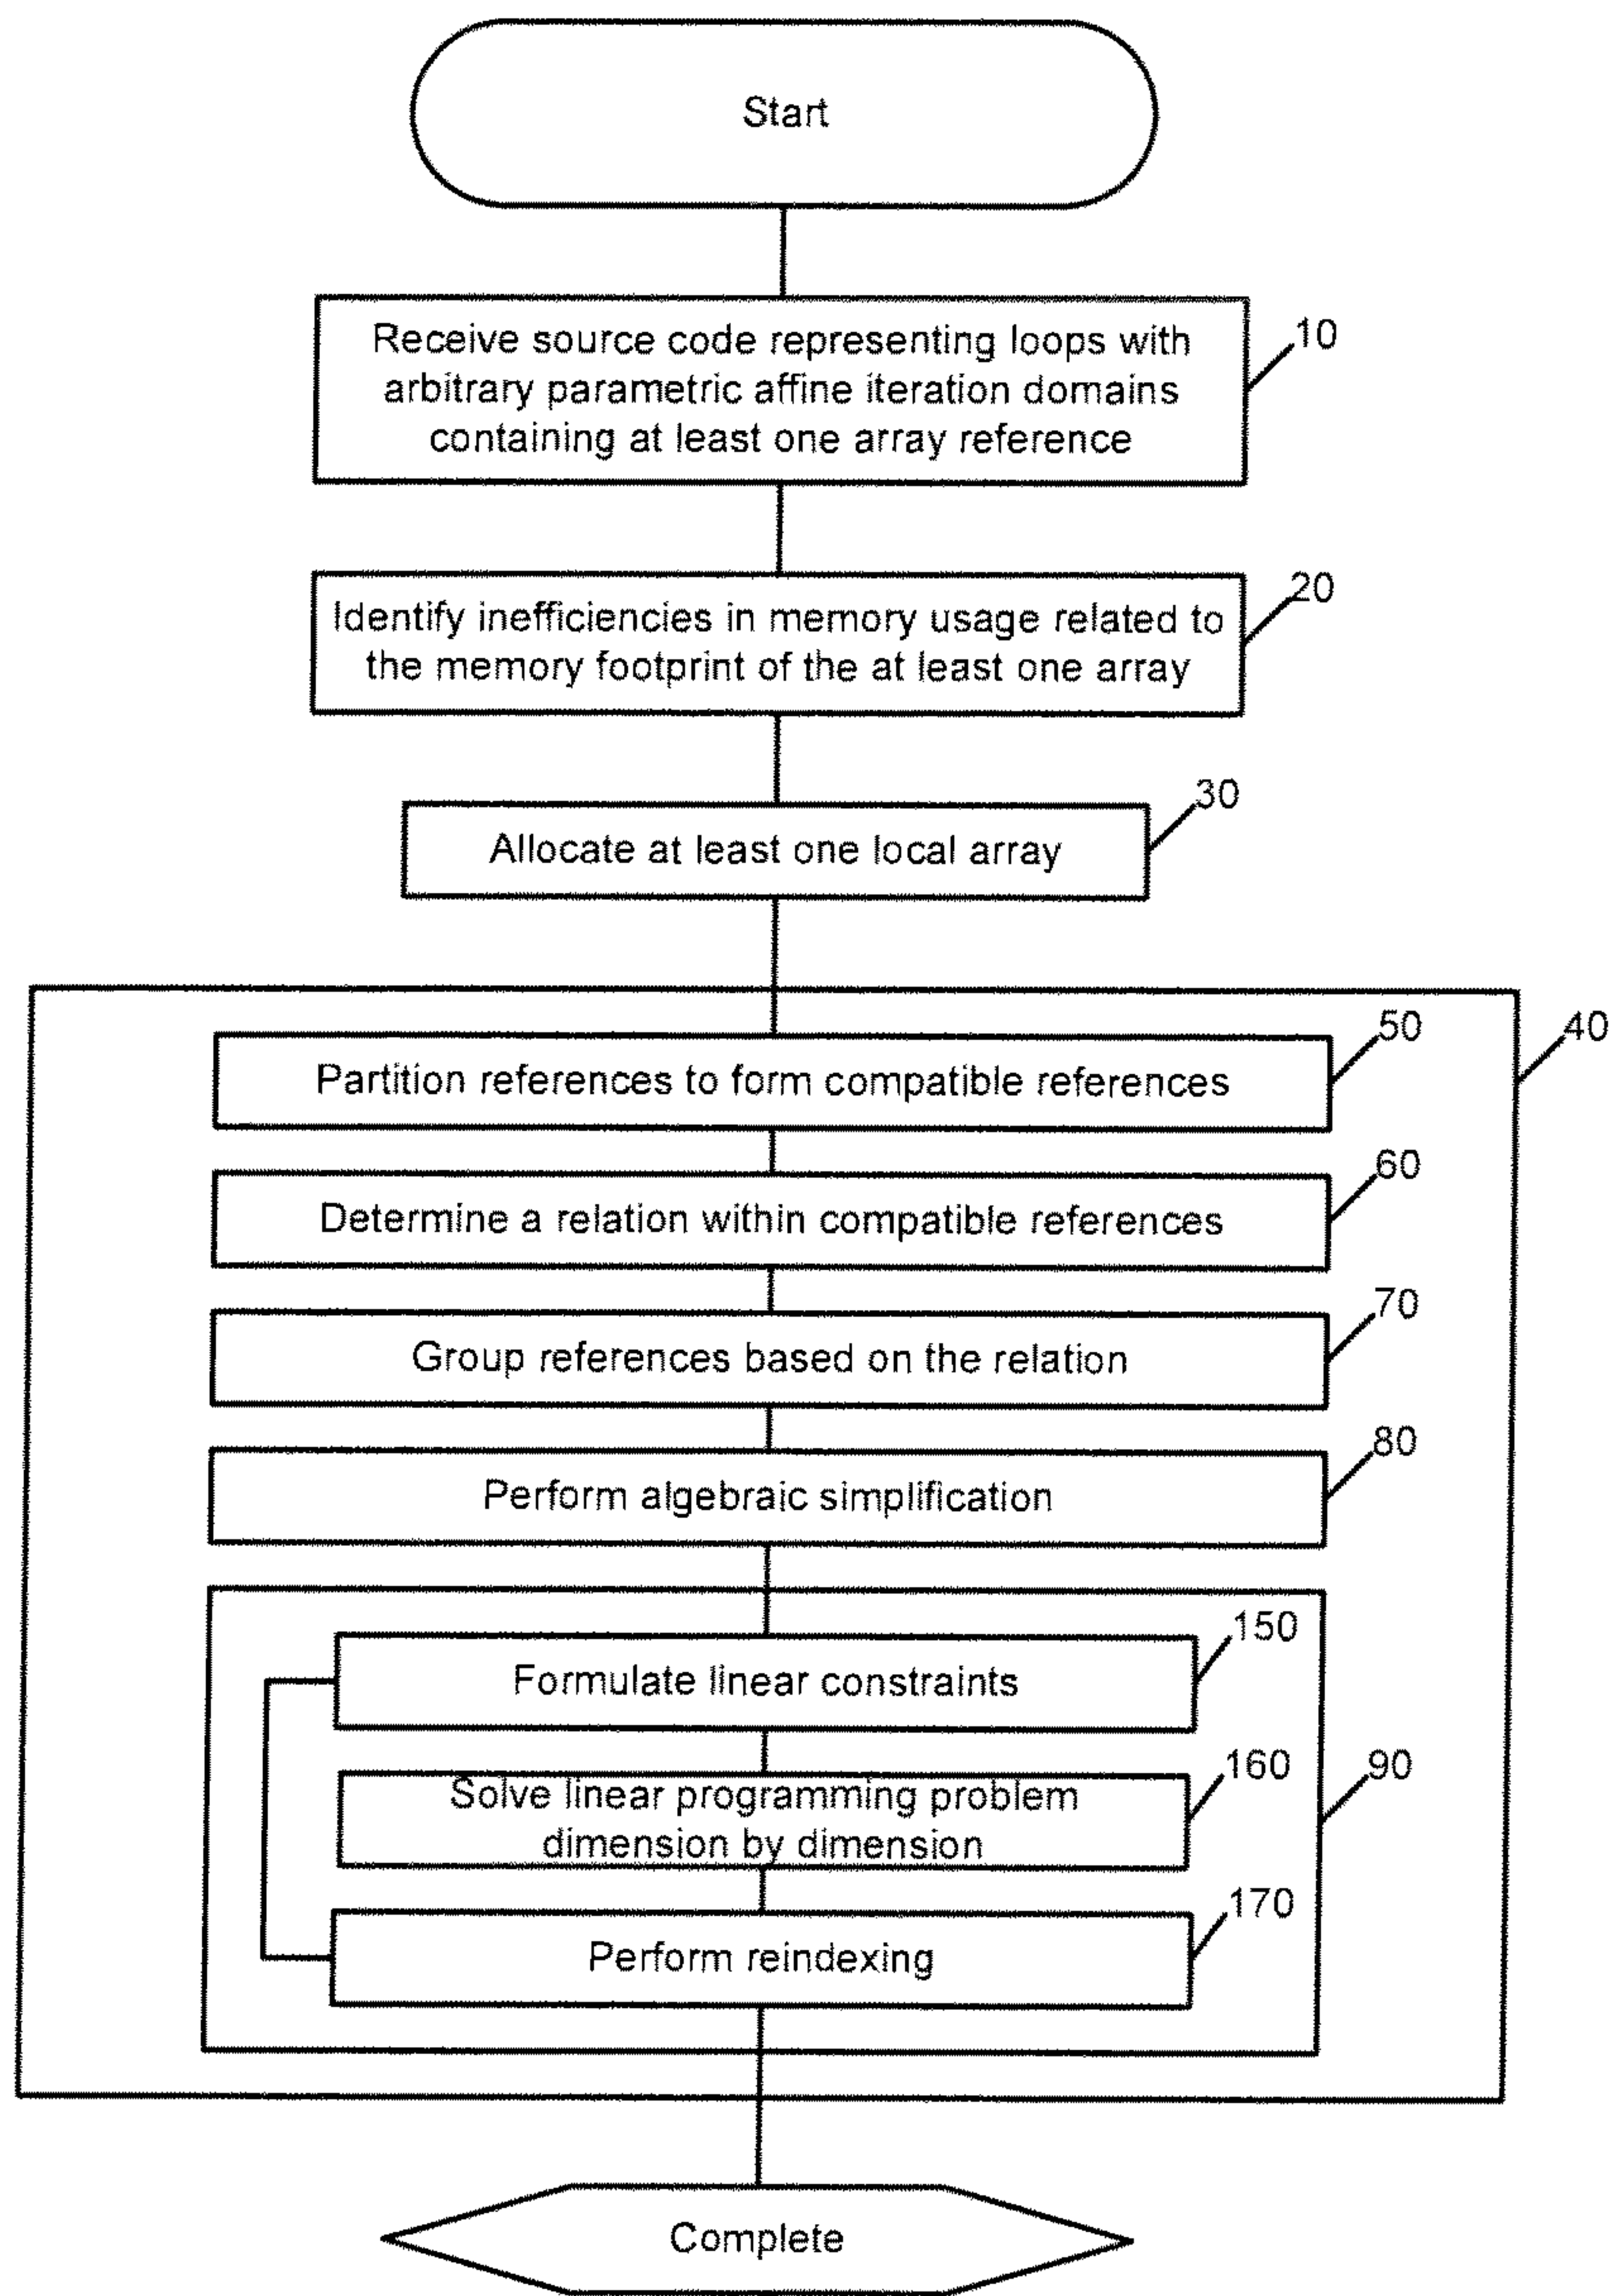 Start
Receive source code representing loops with
arbitrary parametric affine iteration domains
containing at least one array reference
10
Identify inefficiencies in memory usage related to
the memory footprint of the at least one array
20
Allocate at least one local array
30
40
Partition references to form compatible references
50
Determine a relation within compatible references
60
Group references based on the relation
70
Perform algebraic simplification
80
Formulate linear constraints
150
Solve linear programming problem
dimension by dimension
160
90
Perform reindexing
170
Complete